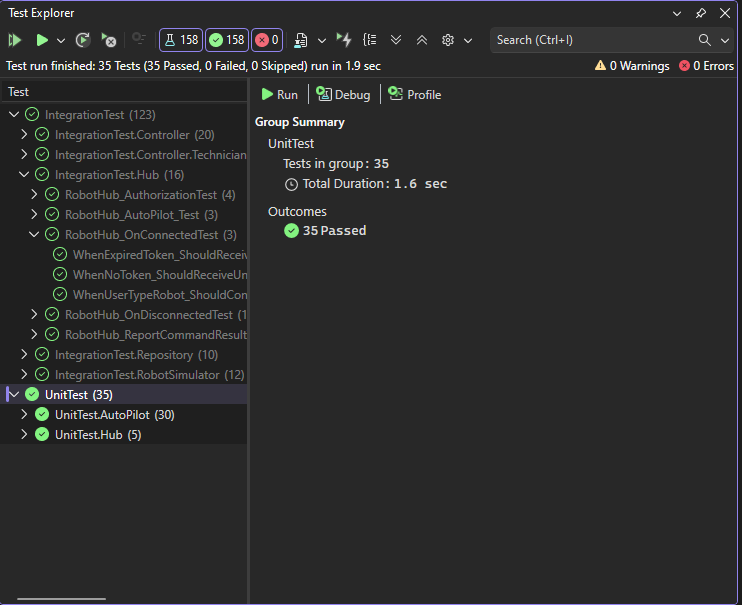 Test Explorer
158 158 0 Search (Ctrl+I)
Test run finished: 35 Tests (35 Passed, 0 Failed, 0 Skipped) run in 1.9 sec 0 Warnings 0 Errors
Test
IntegrationTest (123)
IntegrationTest.Controller (20)
IntegrationTest.Controller.Technician
IntegrationTest.Hub (16)
RobotHub_AuthorizationTest (4)
RobotHub_AutoPilot_Test (3)
RobotHub_OnConnectedTest (3)
WhenExpiredToken_ShouldReceiv
WhenNoToken_ShouldReceiveUn
WhenUserTypeRobot_ShouldCon
RobotHub_OnDisconnectedTest (1
RobotHub_ReportCommandResult
IntegrationTest.Repository (10)
IntegrationTest.RobotSimulator (12)
UnitTest (35)
UnitTest.AutoPilot (30)
UnitTest.Hub (5)
Run Debug Profile
Group Summary
UnitTest
Tests in group: 35
Total Duration: 1.6 sec
Outcomes
35 Passed